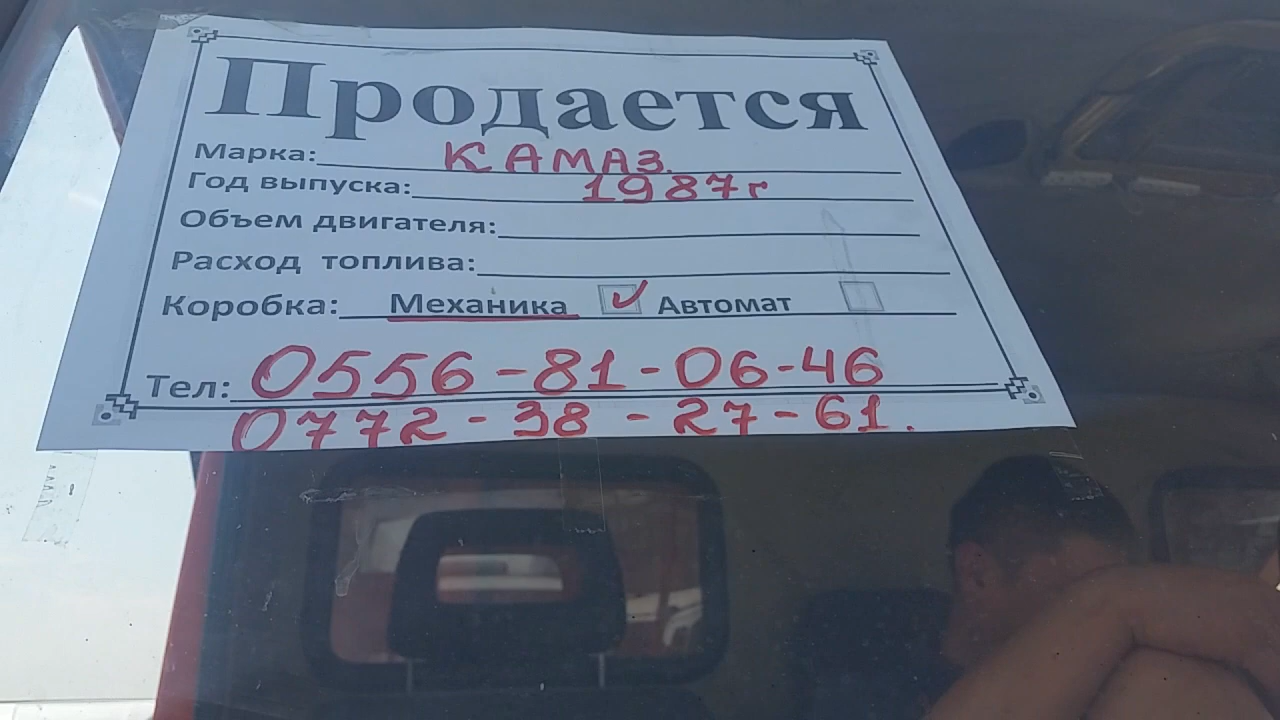 Продается
Марка: КАМАЗ.
Год выпуска: 1987г
Объем двигателя:
Расход топлива:
Коробка: Механика ✓ Автомат
Тел: 0556-81-06-46
0772-38-27-61.